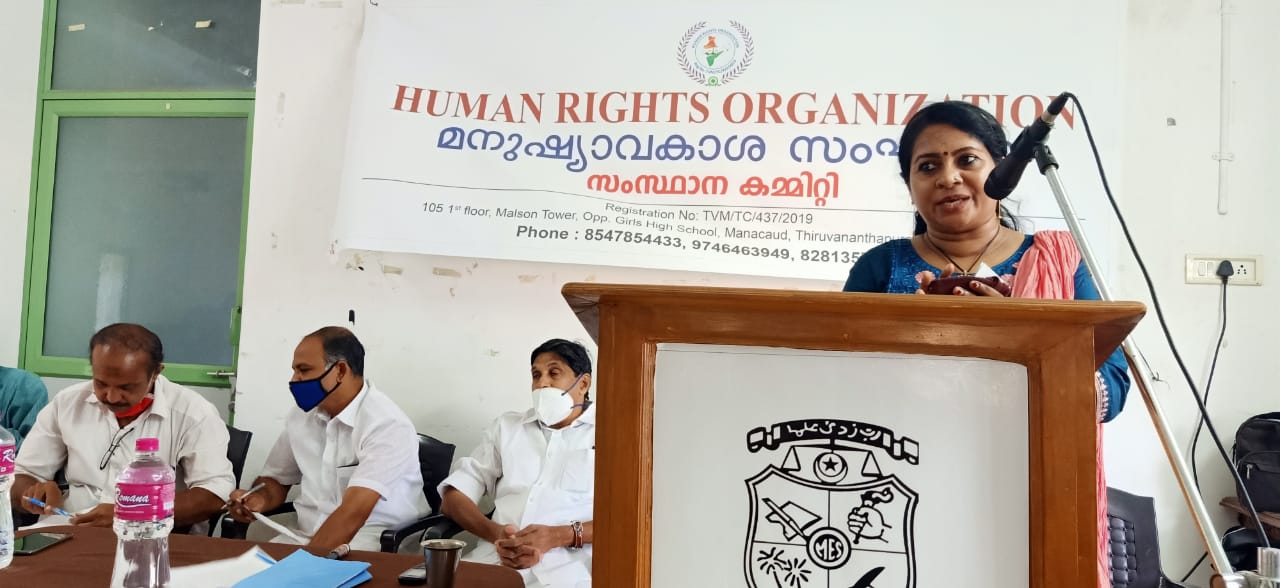 HUMAN RIGHTS ORGANIZATION
മനുഷ്യാവകാശ
സംസ്ഥാന കമ്മിറ്റി
Registration No: TVM/TC/437/2019
105 1st floor, Malson Tower, Opp. Girls High School, Manacaud,
Phone : 8547854433, 9746463949,
Romana
MES